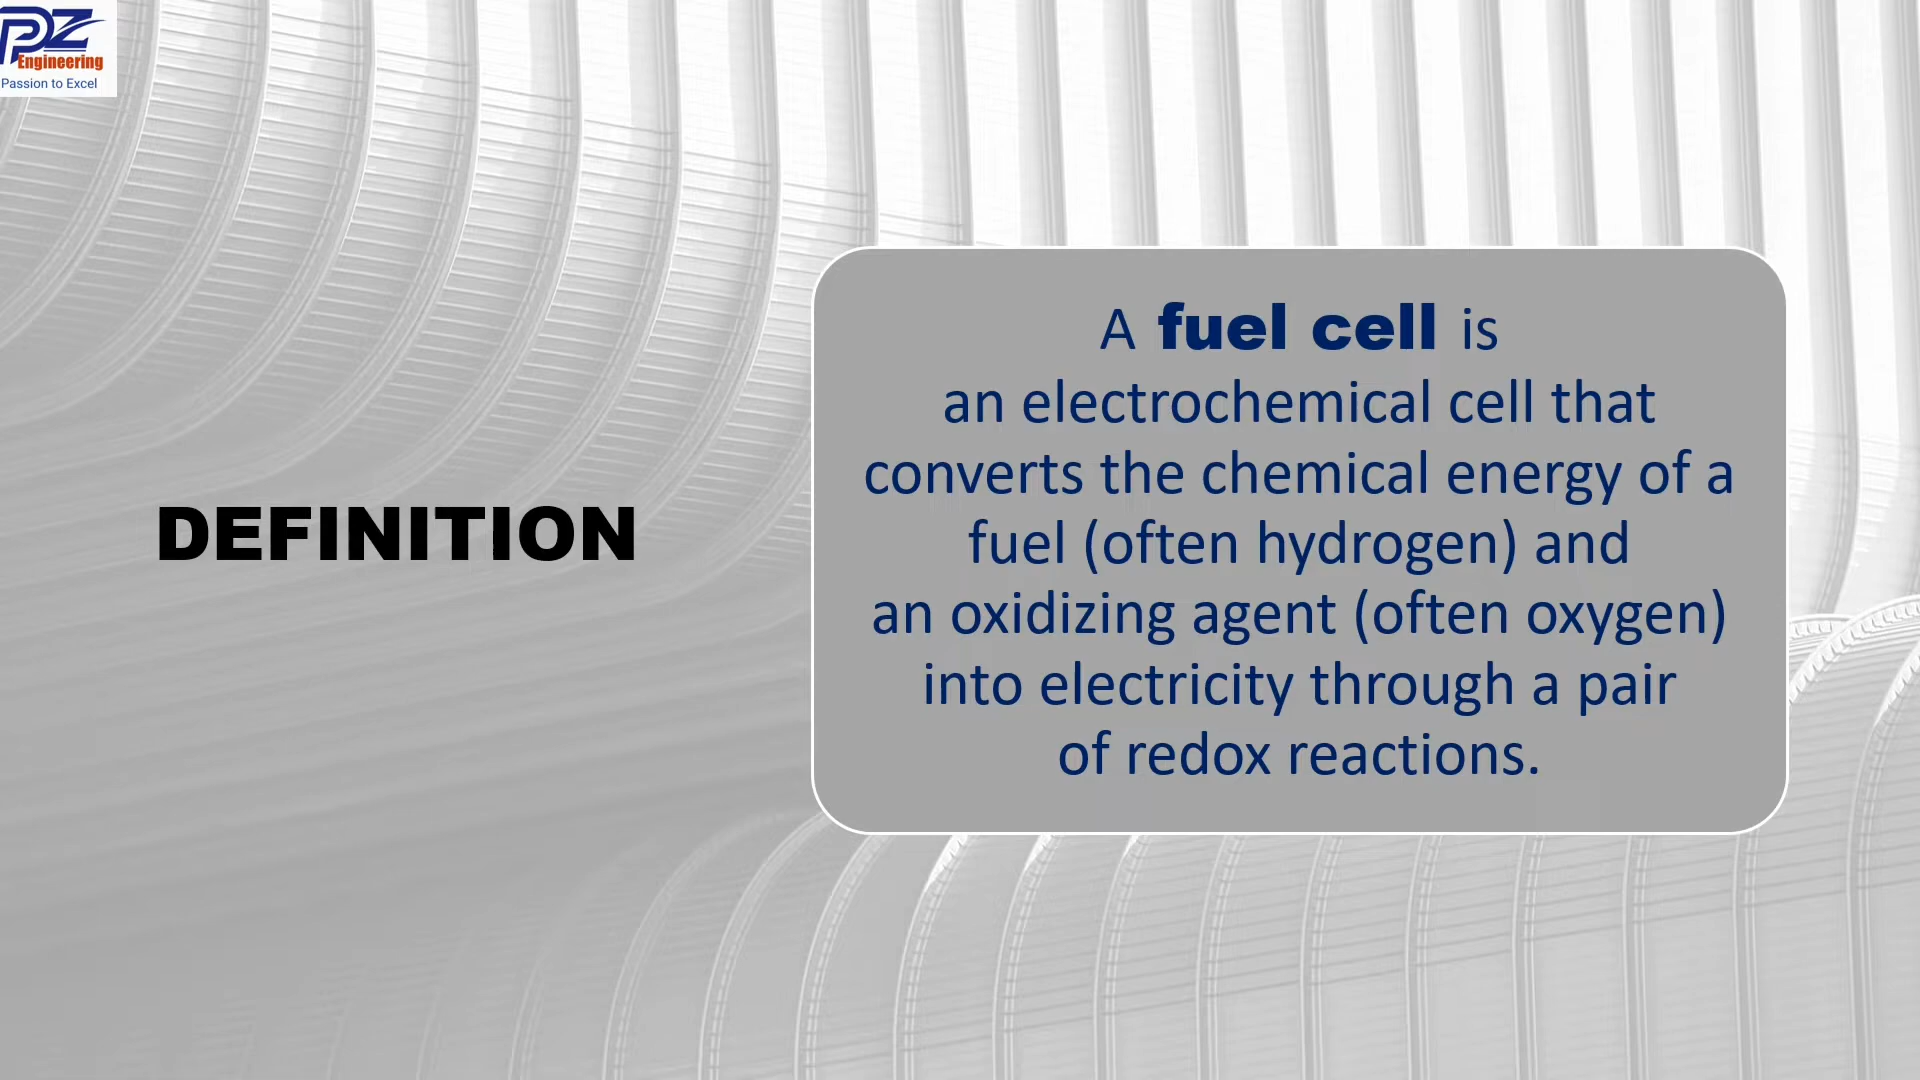 PZ
Engineering
Passion to Excel
DEFINITION
A fuel cell is
an electrochemical cell that
converts the chemical energy of a
fuel (often hydrogen) and
an oxidizing agent (often oxygen)
into electricity through a pair
of redox reactions.